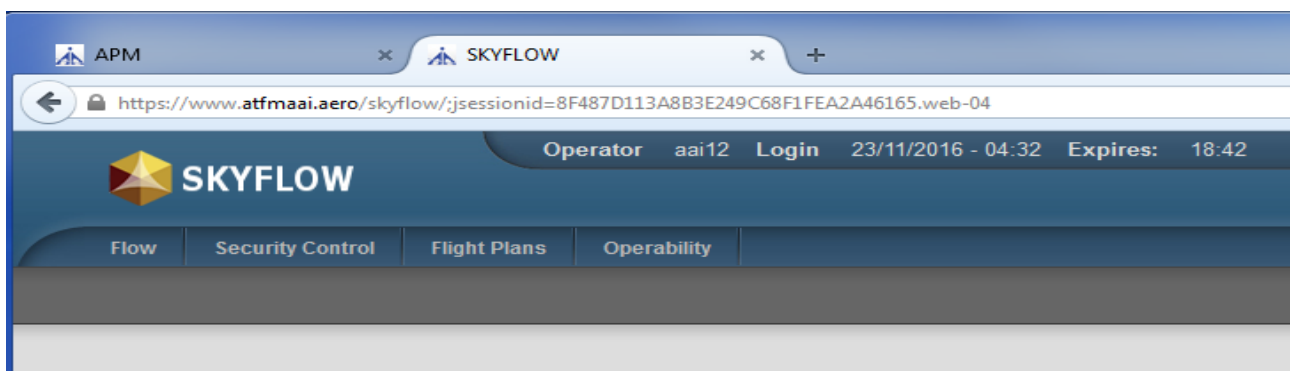 APM SKYFLOW
https://www.atfmaai.aero/skyflow/;jsessionid=8F487D113A8B3E249C68F1FEA2A46165.web-04
Operator aai12 Login 23/11/2016 - 04:32 Expires: 18:42
SKYFLOW
Flow Security Control Flight Plans Operability